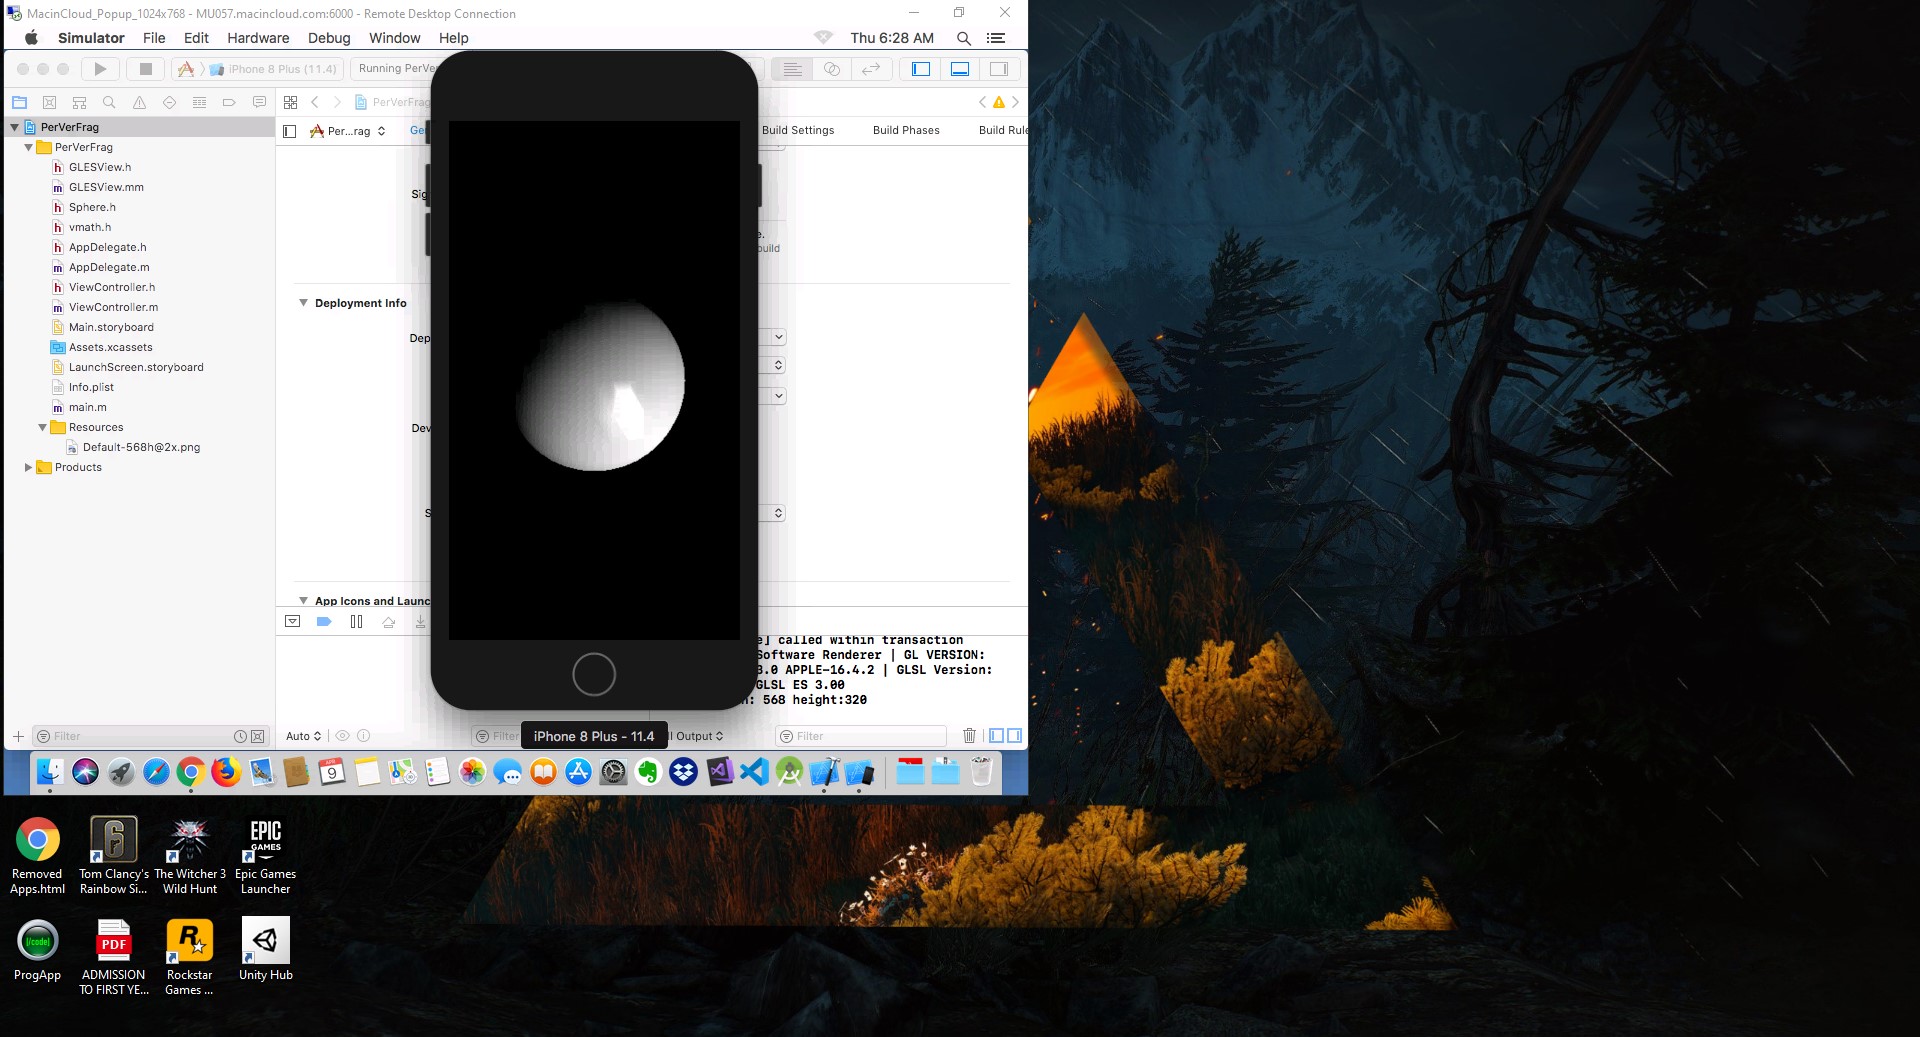 MacinCloud_Popup_1024x768 - MU057.macincloud.com:6000 - Remote Desktop Connection
Simulator File Edit Hardware Debug Window Help Thu 6:28 AM
iPhone 8 Plus (11.4) Running PerVer
PerVerFrag
Per...rag Ge Build Settings Build Phases Build Rule
PerVerFrag
PerVerFrag
GLESView.h
GLESView.mm
Sphere.h
vmath.h
AppDelegate.h
AppDelegate.m
ViewController.h
ViewController.m
Main.storyboard
Assets.xcassets
LaunchScreen.storyboard
Info.plist
main.m
Resources
Default-568h@2x.png
Products
Sig
e.
build
Deployment Info
Dep
Dev
S
App Icons and Launc
e] called within transaction
Software Renderer | GL VERSION:
3.0 APPLE-16.4.2 | GLSL Version:
GLSL ES 3.00
: 568 height:320
Filter
Auto
Filter
iPhone 8 Plus - 11.4
l Output
Filter
APR
9
Removed Apps.html
Tom Clancy's Rainbow Si...
The Witcher 3 Wild Hunt
EPIC GAMES
Epic Games Launcher
{/code}
ProgApp
PDF
ADMISSION TO FIRST YE...
R
Rockstar Games ...
Unity Hub